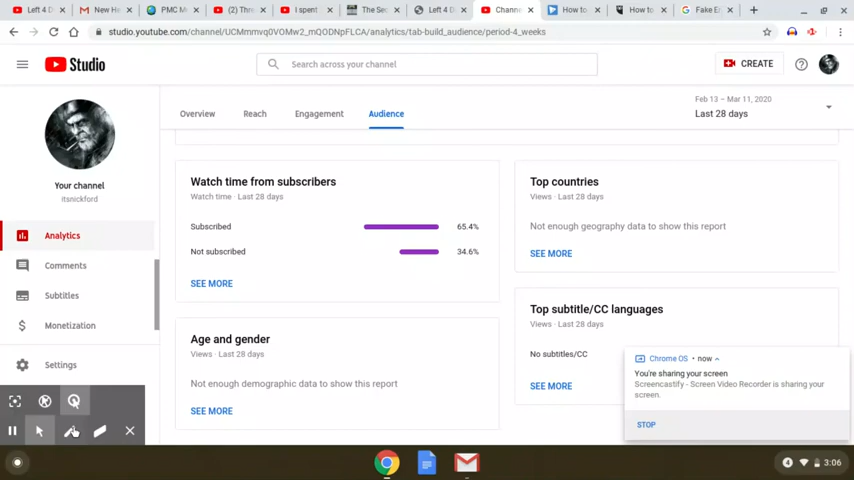 Left 4 D
New He
PMC M
(2) Thre
I spent
The Sec
Left 4 D
Chann
How to
How to
Fake Er
studio.youtube.com/channel/UCMmmvq0VOMw2_mQODNpFLCA/analytics/tab-build_audience/period-4_weeks
Studio
Search across your channel
CREATE
Your channel
itsnickford
Analytics
Comments
Subtitles
Monetization
Settings
Overview
Reach
Engagement
Audience
Feb 13 – Mar 11, 2020
Last 28 days
Watch time from subscribers
Watch time · Last 28 days
Subscribed 65.4%
Not subscribed 34.6%
SEE MORE
Top countries
Views · Last 28 days
Not enough geography data to show this report
SEE MORE
Age and gender
Views · Last 28 days
Not enough demographic data to show this report
SEE MORE
Top subtitle/CC languages
Views · Last 28 days
No subtitles/CC
SEE MORE
Chrome OS • now
You're sharing your screen
Screencastify - Screen Video Recorder is sharing your
screen.
STOP
4
3:06